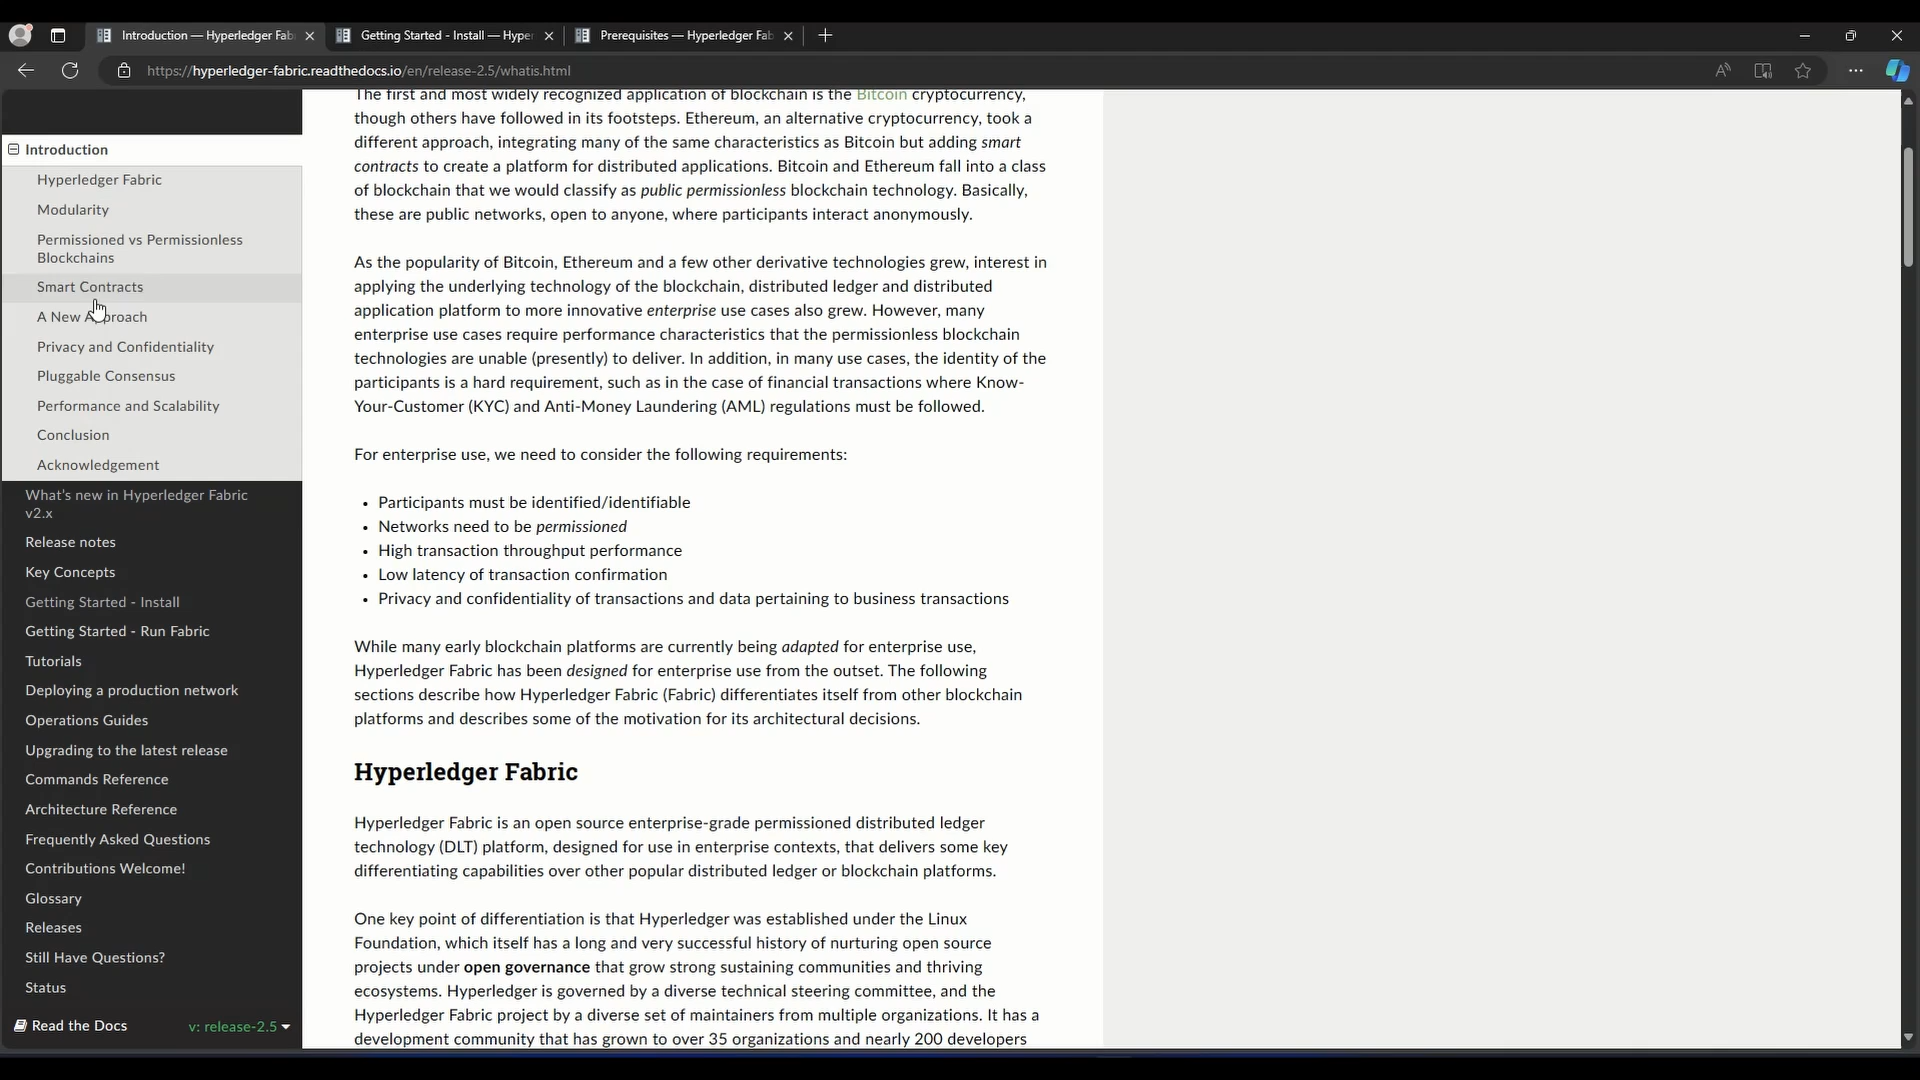 Introduction — Hyperledger Fab
Getting Started - Install — Hype
Prerequisites — Hyperledger Fab
https://hyperledger-fabric.readthedocs.io/en/release-2.5/whatis.html
Introduction
Hyperledger Fabric
Modularity
Permissioned vs Permissionless
Blockchains
Smart Contracts
A New Approach
Privacy and Confidentiality
Pluggable Consensus
Performance and Scalability
Conclusion
Acknowledgement
What's new in Hyperledger Fabric
v2.x
Release notes
Key Concepts
Getting Started - Install
Getting Started - Run Fabric
Tutorials
Deploying a production network
Operations Guides
Upgrading to the latest release
Commands Reference
Architecture Reference
Frequently Asked Questions
Contributions Welcome!
Glossary
Releases
Still Have Questions?
Status
Read the Docs
v: release-2.5
The first and most widely recognized application of blockchain is the Bitcoin cryptocurrency,
though others have followed in its footsteps. Ethereum, an alternative cryptocurrency, took a
different approach, integrating many of the same characteristics as Bitcoin but adding smart
contracts to create a platform for distributed applications. Bitcoin and Ethereum fall into a class
of blockchain that we would classify as public permissionless blockchain technology. Basically,
these are public networks, open to anyone, where participants interact anonymously.
As the popularity of Bitcoin, Ethereum and a few other derivative technologies grew, interest in
applying the underlying technology of the blockchain, distributed ledger and distributed
application platform to more innovative enterprise use cases also grew. However, many
enterprise use cases require performance characteristics that the permissionless blockchain
technologies are unable (presently) to deliver. In addition, in many use cases, the identity of the
participants is a hard requirement, such as in the case of financial transactions where Know-
Your-Customer (KYC) and Anti-Money Laundering (AML) regulations must be followed.
For enterprise use, we need to consider the following requirements:
• Participants must be identified/identifiable
• Networks need to be permissioned
• High transaction throughput performance
• Low latency of transaction confirmation
• Privacy and confidentiality of transactions and data pertaining to business transactions
While many early blockchain platforms are currently being adapted for enterprise use,
Hyperledger Fabric has been designed for enterprise use from the outset. The following
sections describe how Hyperledger Fabric (Fabric) differentiates itself from other blockchain
platforms and describes some of the motivation for its architectural decisions.
Hyperledger Fabric
Hyperledger Fabric is an open source enterprise-grade permissioned distributed ledger
technology (DLT) platform, designed for use in enterprise contexts, that delivers some key
differentiating capabilities over other popular distributed ledger or blockchain platforms.
One key point of differentiation is that Hyperledger was established under the Linux
Foundation, which itself has a long and very successful history of nurturing open source
projects under open governance that grow strong sustaining communities and thriving
ecosystems. Hyperledger is governed by a diverse technical steering committee, and the
Hyperledger Fabric project by a diverse set of maintainers from multiple organizations. It has a
development community that has grown to over 35 organizations and nearly 200 developers